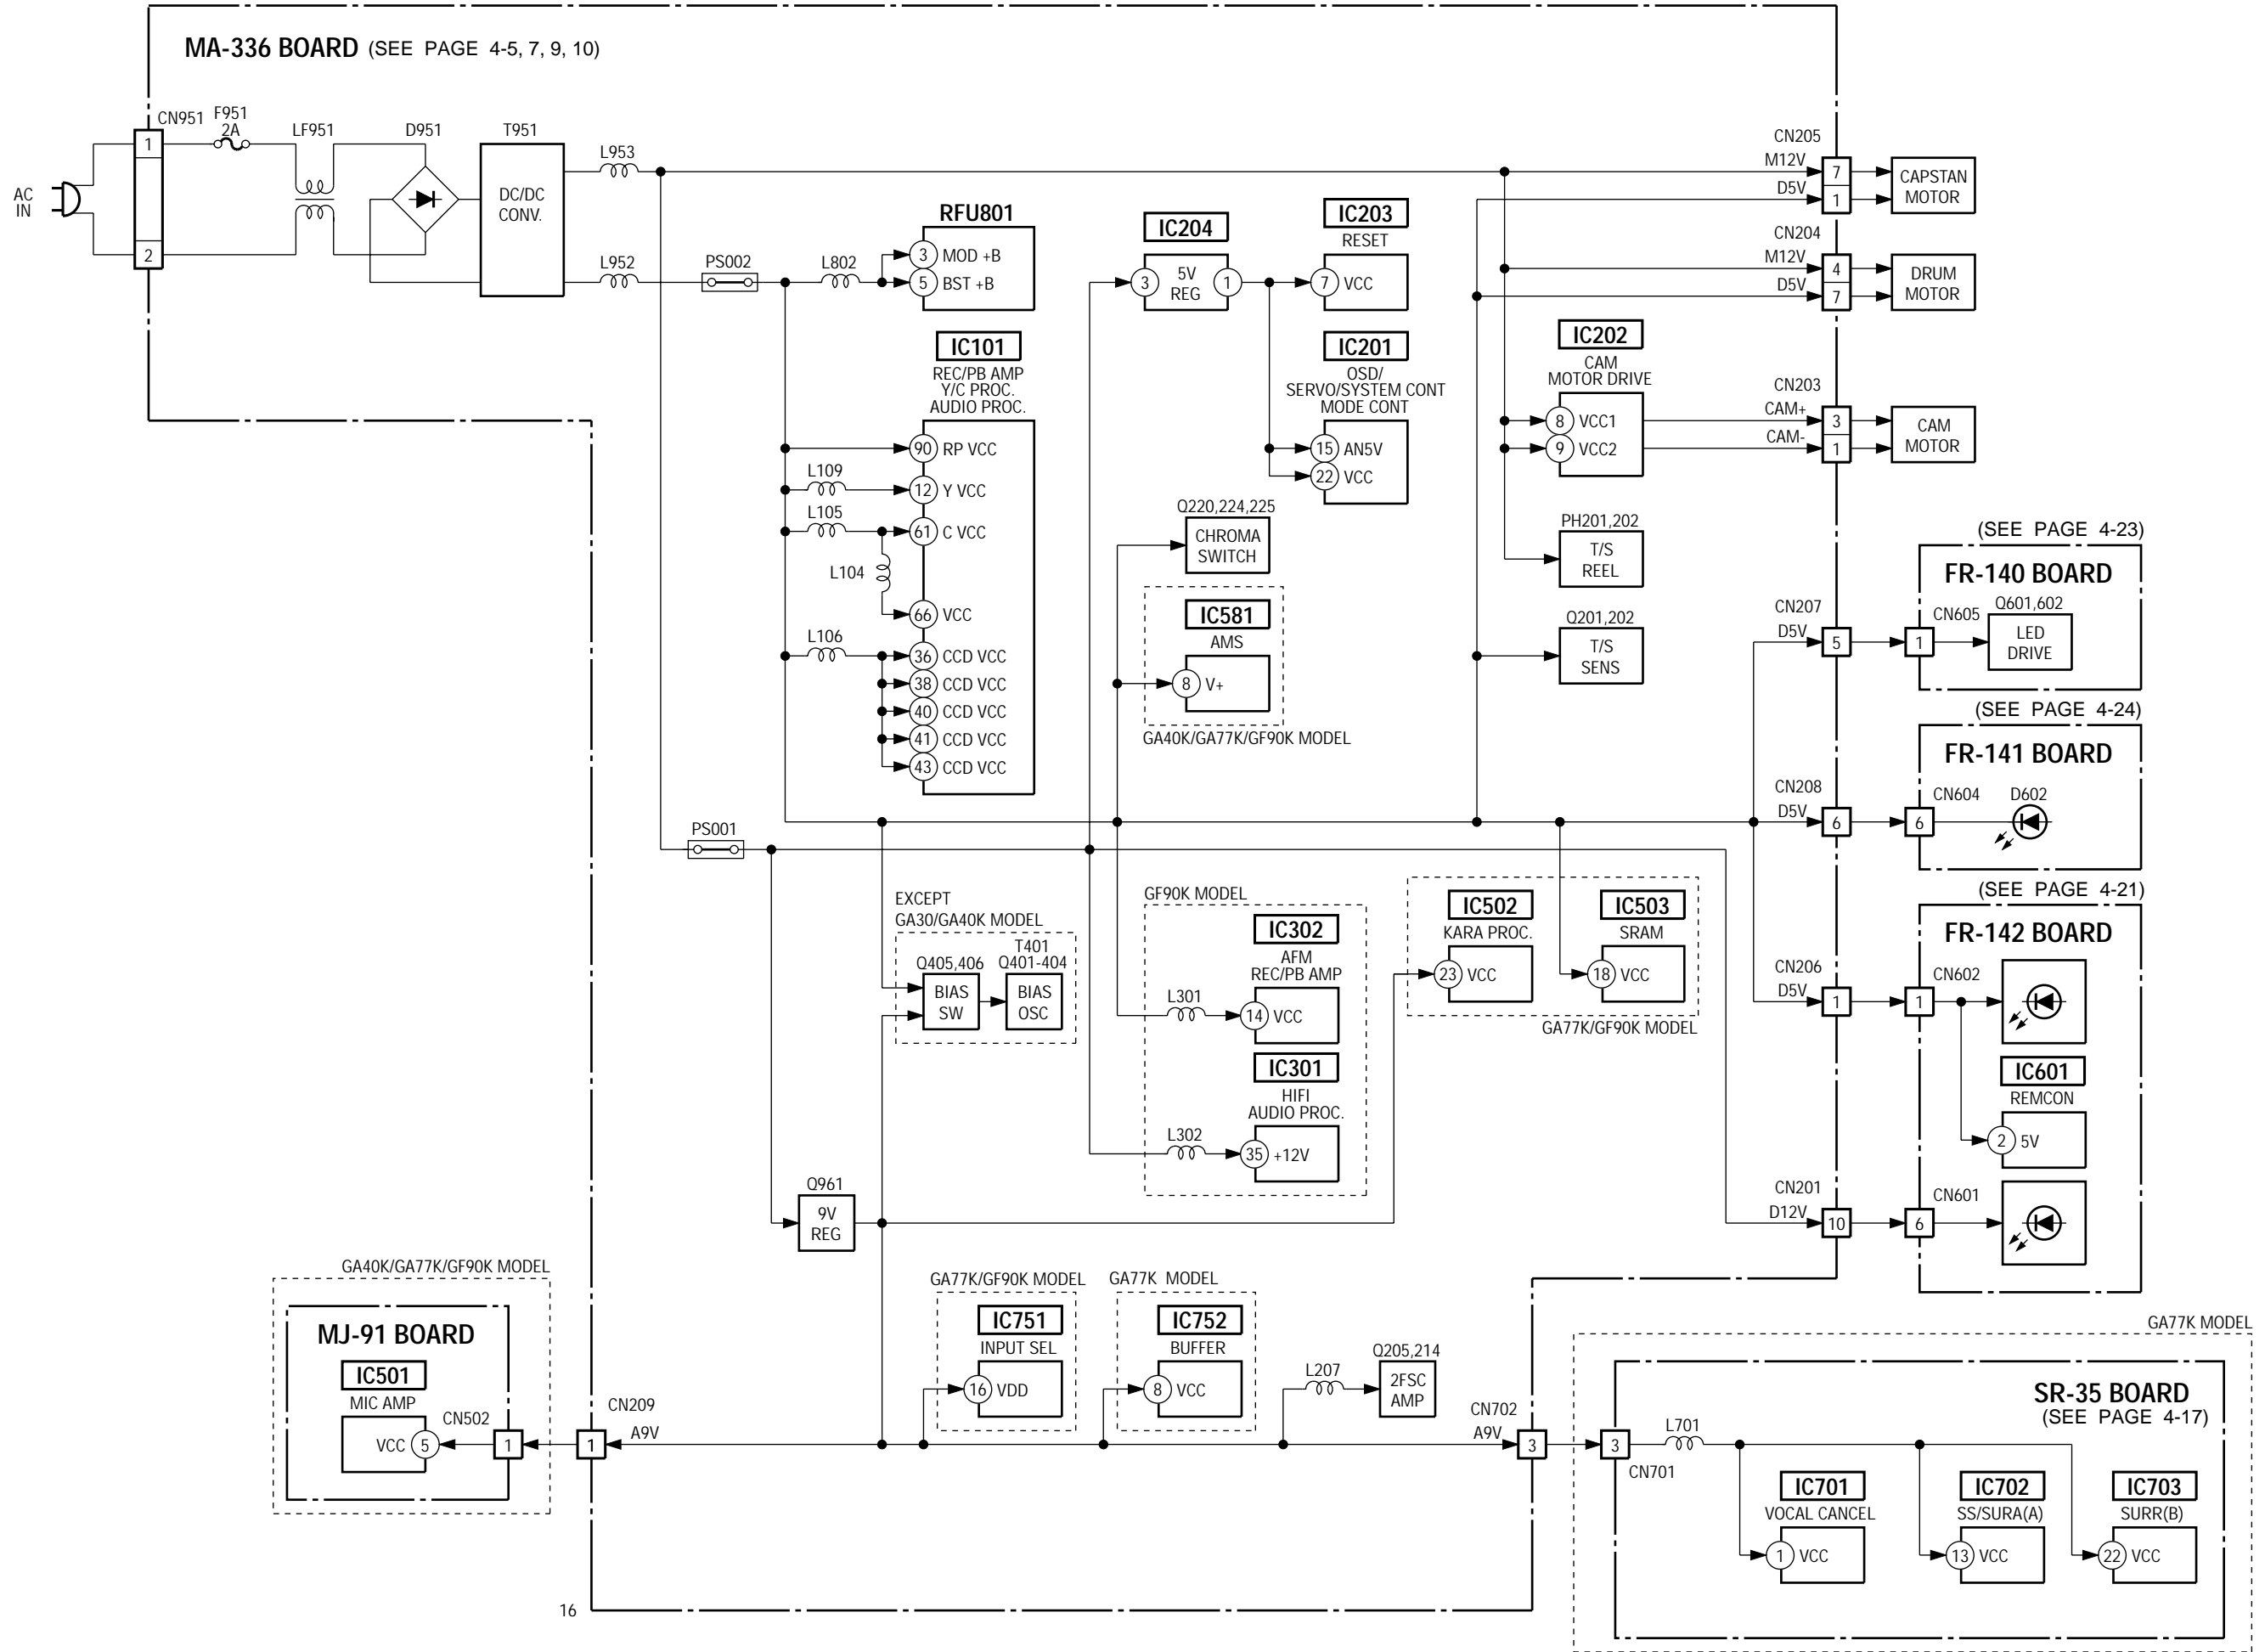 MA-336 BOARD (SEE PAGE 4-5, 7, 9, 10)
AC
IN
CN951
1
2
F951
2A
LF951
D951
T951
DC/DC
CONV.
L953
L952
PS002
L802
RFU801
3 MOD +B
5 BST +B
IC101
REC/PB AMP
Y/C PROC.
AUDIO PROC.
90 RP VCC
L109
12 Y VCC
L105
61 C VCC
L104
66 VCC
L106
36 CCD VCC
38 CCD VCC
40 CCD VCC
41 CCD VCC
43 CCD VCC
IC204
3
5V
REG
1
IC203
RESET
7 VCC
IC201
OSD/
SERVO/SYSTEM CONT
MODE CONT
15 AN5V
22 VCC
Q220,224,225
CHROMA
SWITCH
IC581
AMS
8 V+
GA40K/GA77K/GF90K MODEL
IC202
CAM
MOTOR DRIVE
8 VCC1
9 VCC2
PH201,202
T/S
REEL
Q201,202
T/S
SENS
CN205
M12V
7
D5V
1
CAPSTAN
MOTOR
CN204
M12V
4
D5V
7
DRUM
MOTOR
CN203
CAM+
3
CAM-
1
CAM
MOTOR
(SEE PAGE 4-23)
FR-140 BOARD
CN207
D5V
5
CN605
1
Q601,602
LED
DRIVE
(SEE PAGE 4-24)
FR-141 BOARD
CN208
D5V
6
CN604
6
D602
(SEE PAGE 4-21)
FR-142 BOARD
CN206
D5V
1
CN602
1
IC601
REMCON
2 5V
CN201
D12V
10
CN601
6
PS001
EXCEPT
GA30/GA40K MODEL
Q405,406
BIAS
SW
T401
Q401-404
BIAS
OSC
GF90K MODEL
IC302
AFM
REC/PB AMP
L301
14 VCC
IC301
HIFI
AUDIO PROC.
L302
35 +12V
IC502
KARA PROC.
23 VCC
IC503
SRAM
18 VCC
GA77K/GF90K MODEL
Q961
9V
REG
GA40K/GA77K/GF90K MODEL
MJ-91 BOARD
IC501
MIC AMP
VCC 5
CN502
1
CN209
1
A9V
GA77K/GF90K MODEL
IC751
INPUT SEL
16 VDD
GA77K MODEL
IC752
BUFFER
8 VCC
L207
Q205,214
2FSC
AMP
CN702
A9V
3
GA77K MODEL
SR-35 BOARD
(SEE PAGE 4-17)
3
CN701
L701
IC701
VOCAL CANCEL
1 VCC
IC702
SS/SURA(A)
13 VCC
IC703
SURR(B)
22 VCC
16